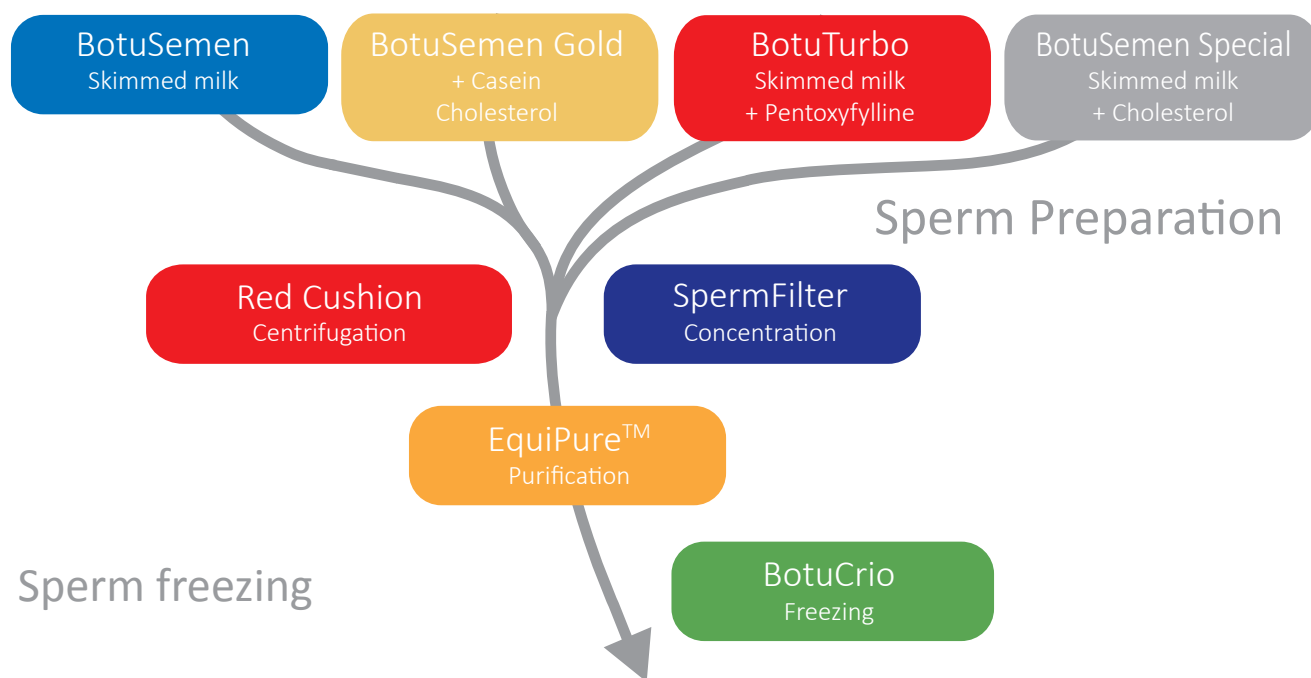 BotuSemen
Skimmed milk
BotuSemen Gold
+ Casein
Cholesterol
BotuTurbo
Skimmed milk
+ Pentoxyfylline
BotuSemen Special
Skimmed milk
+ Cholesterol
Sperm Preparation
Red Cushion
Centrifugation
SpermFilter
Concentration
EquiPure™
Purification
BotuCrio
Freezing
Sperm freezing